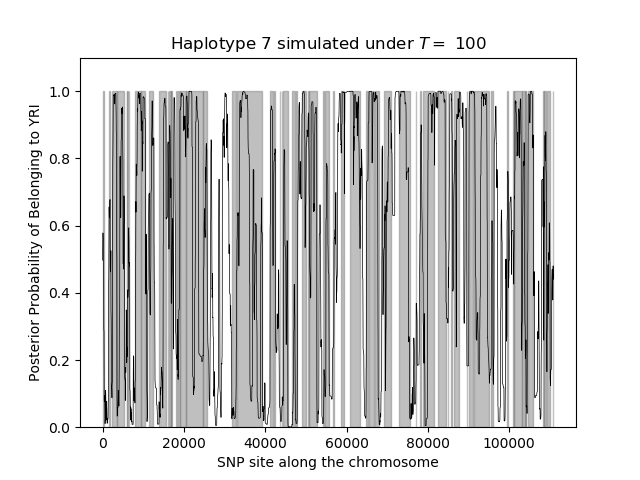 Haplotype 7 simulated under T = 100
Posterior Probability of Belonging to YRI
1.0
0.8
0.6
0.4
0.2
0.0
0 20000 40000 60000 80000 100000
SNP site along the chromosome